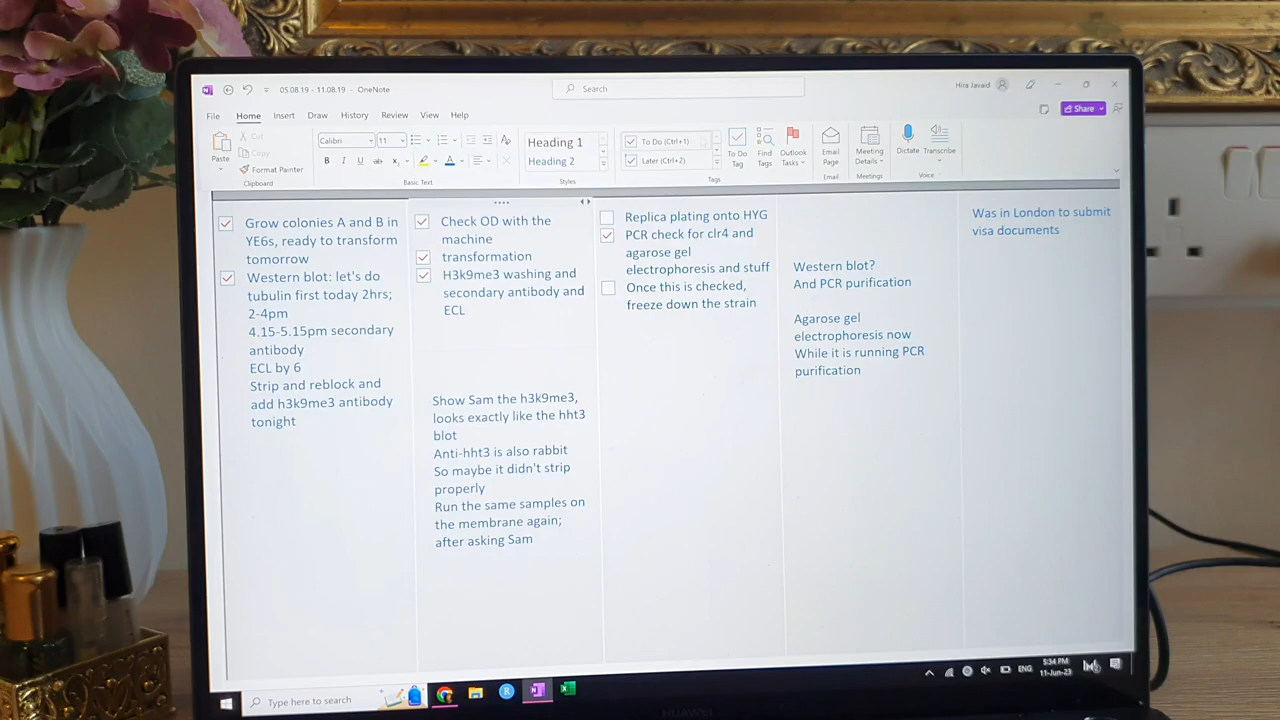 05.08.19 - 11.08.19 - OneNote
Search
Hira Javaid
File
Home
Insert
Draw
History
Review
View
Help
Share
Paste
Cut
Copy
Format Painter
Clipboard
Calibri
11
B
I
U
ab
A
Basic Text
Heading 1
Heading 2
Styles
To Do (Ctrl+1)
Later (Ctrl+2)
To Do
Tag
Find
Tags
Outlook
Tasks
Tags
Email
Page
Email
Meeting
Details
Meetings
Dictate
Transcribe
Voice
Grow colonies A and B in
YE6s, ready to transform
tomorrow
Western blot: let's do
tubulin first today 2hrs;
2-4pm
4.15-5.15pm secondary
antibody
ECL by 6
Strip and reblock and
add h3k9me3 antibody
tonight
Check OD with the
machine
transformation
H3k9me3 washing and
secondary antibody and
ECL
Show Sam the h3k9me3,
looks exactly like the hht3
blot
Anti-hht3 is also rabbit
So maybe it didn't strip
properly
Run the same samples on
the membrane again;
after asking Sam
Replica plating onto HYG
PCR check for clr4 and
agarose gel
electrophoresis and stuff
Once this is checked,
freeze down the strain
Western blot?
And PCR purification
Agarose gel
electrophoresis now
While it is running PCR
purification
Was in London to submit
visa documents
Type here to search
R
ENG
5:34 PM
11-Jun-23
HUAWEI